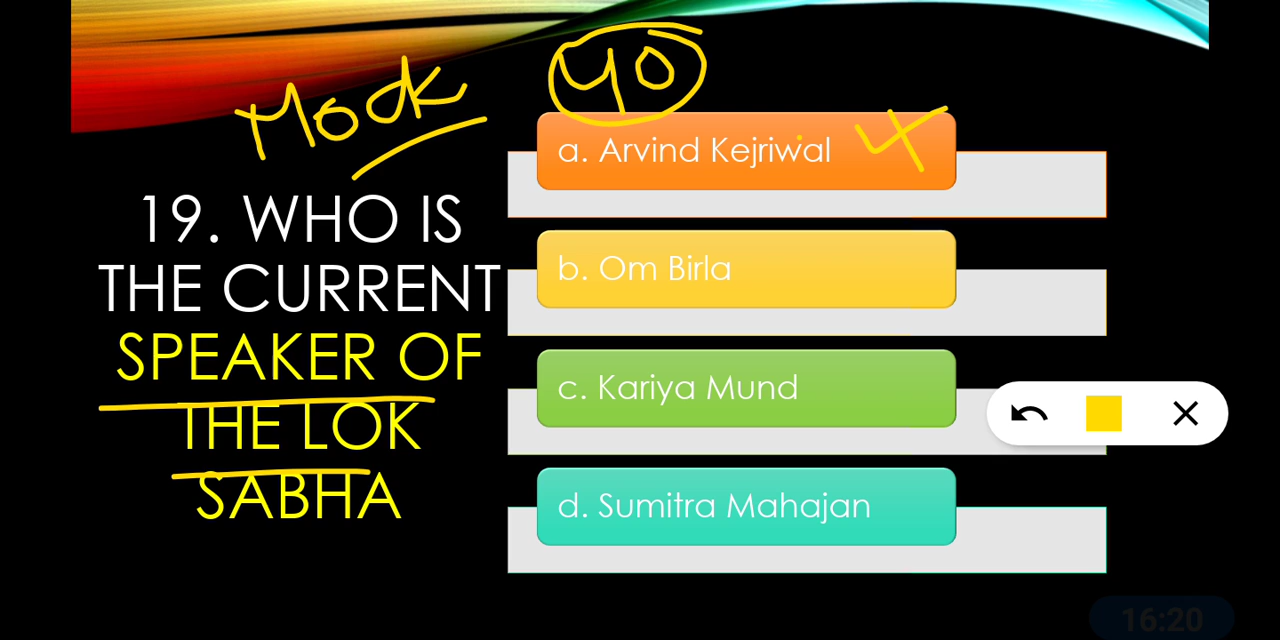 Mock 40
19. WHO IS
THE CURRENT
SPEAKER OF
THE LOK
SABHA
a. Arvind Kejriwal
b. Om Birla
c. Kariya Mund
d. Sumitra Mahajan
16:20